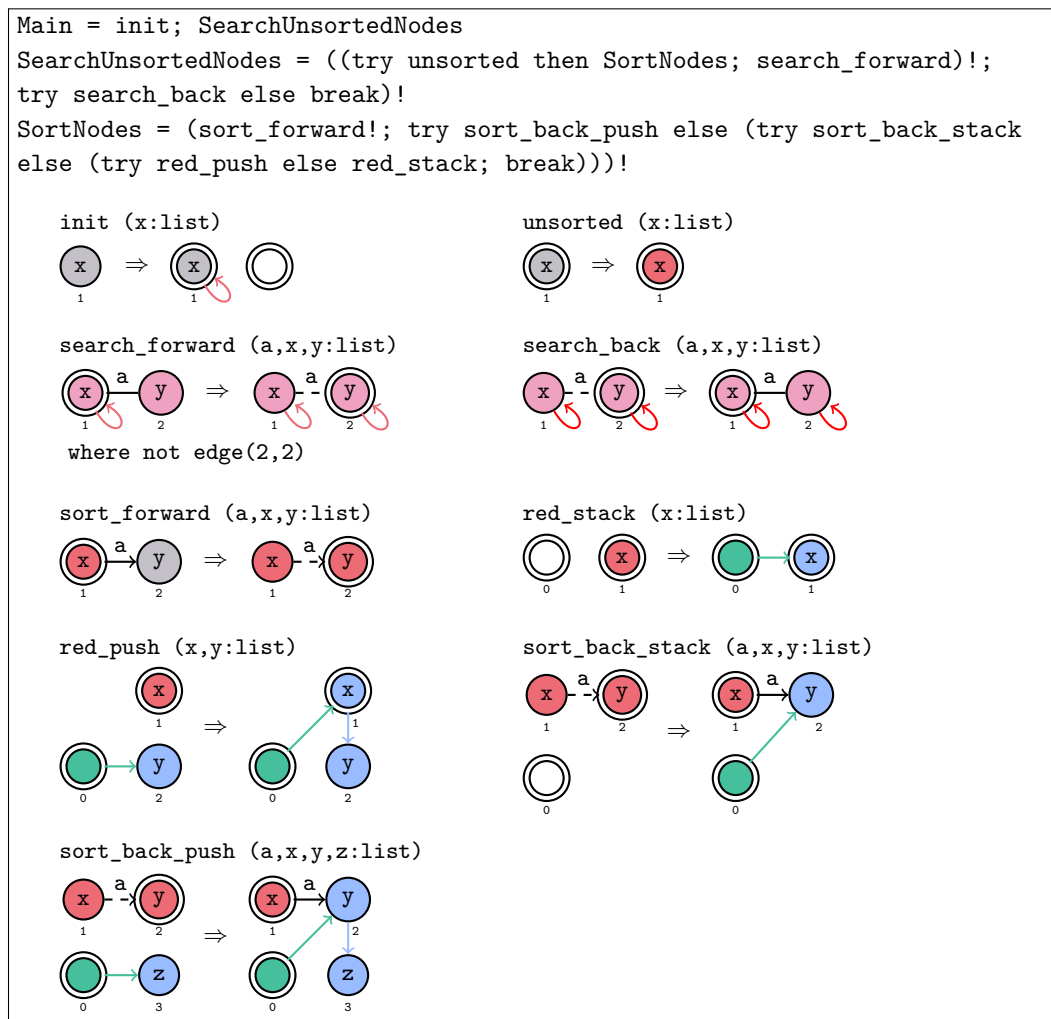 Main = init; SearchUnsortedNodes
SearchUnsortedNodes = ((try unsorted then SortNodes; search_forward)!;
try search_back else break)!
SortNodes = (sort_forward!; try sort_back_push else (try sort_back_stack
else (try red_push else red_stack; break)))!
init (x:list)
x ⇒ x
1 1
unsorted (x:list)
x ⇒ x
1 1
search_forward (a,x,y:list)
x a y ⇒ x a y
1 2 1 2
where not edge(2,2)
search_back (a,x,y:list)
x a y ⇒ x a y
1 2 1 2
sort_forward (a,x,y:list)
x a y ⇒ x a y
1 2 1 2
red_stack (x:list)
x ⇒ x
0 1 0 1
red_push (x,y:list)
x x
1 1
⇒
y y
0 2 0 2
sort_back_stack (a,x,y:list)
x a y x a y
1 2 1 2
⇒
0 0
sort_back_push (a,x,y,z:list)
x a y x a y
1 2 1 2
⇒
z z
0 3 0 3